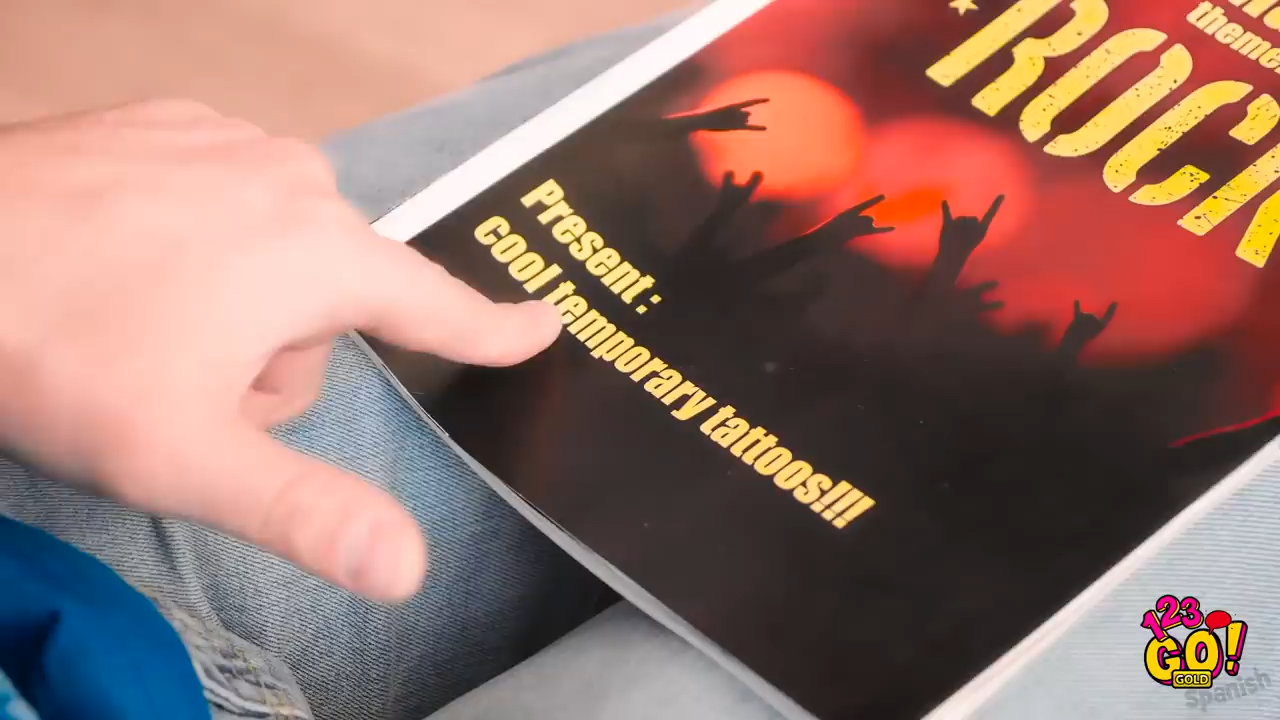 theme
ROCK
Present :
cool temporary tattoos!!!
123
GO!
GOLD
Spanish